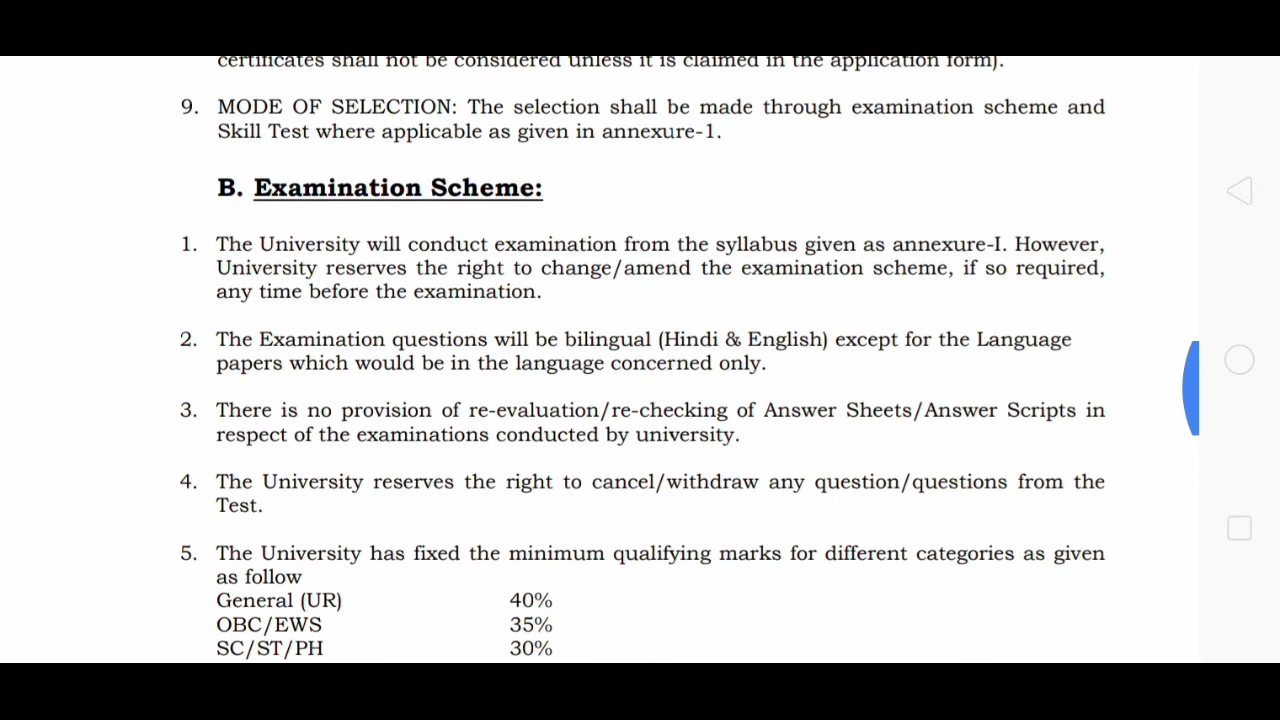 certificates shall not be considered unless it is claimed in the application form).
9. MODE OF SELECTION: The selection shall be made through examination scheme and
Skill Test where applicable as given in annexure-1.
B. Examination Scheme:
1. The University will conduct examination from the syllabus given as annexure-I. However,
University reserves the right to change/amend the examination scheme, if so required,
any time before the examination.
2. The Examination questions will be bilingual (Hindi & English) except for the Language
papers which would be in the language concerned only.
3. There is no provision of re-evaluation/re-checking of Answer Sheets/Answer Scripts in
respect of the examinations conducted by university.
4. The University reserves the right to cancel/withdraw any question/questions from the
Test.
5. The University has fixed the minimum qualifying marks for different categories as given
as follow
General (UR) 40%
OBC/EWS 35%
SC/ST/PH 30%